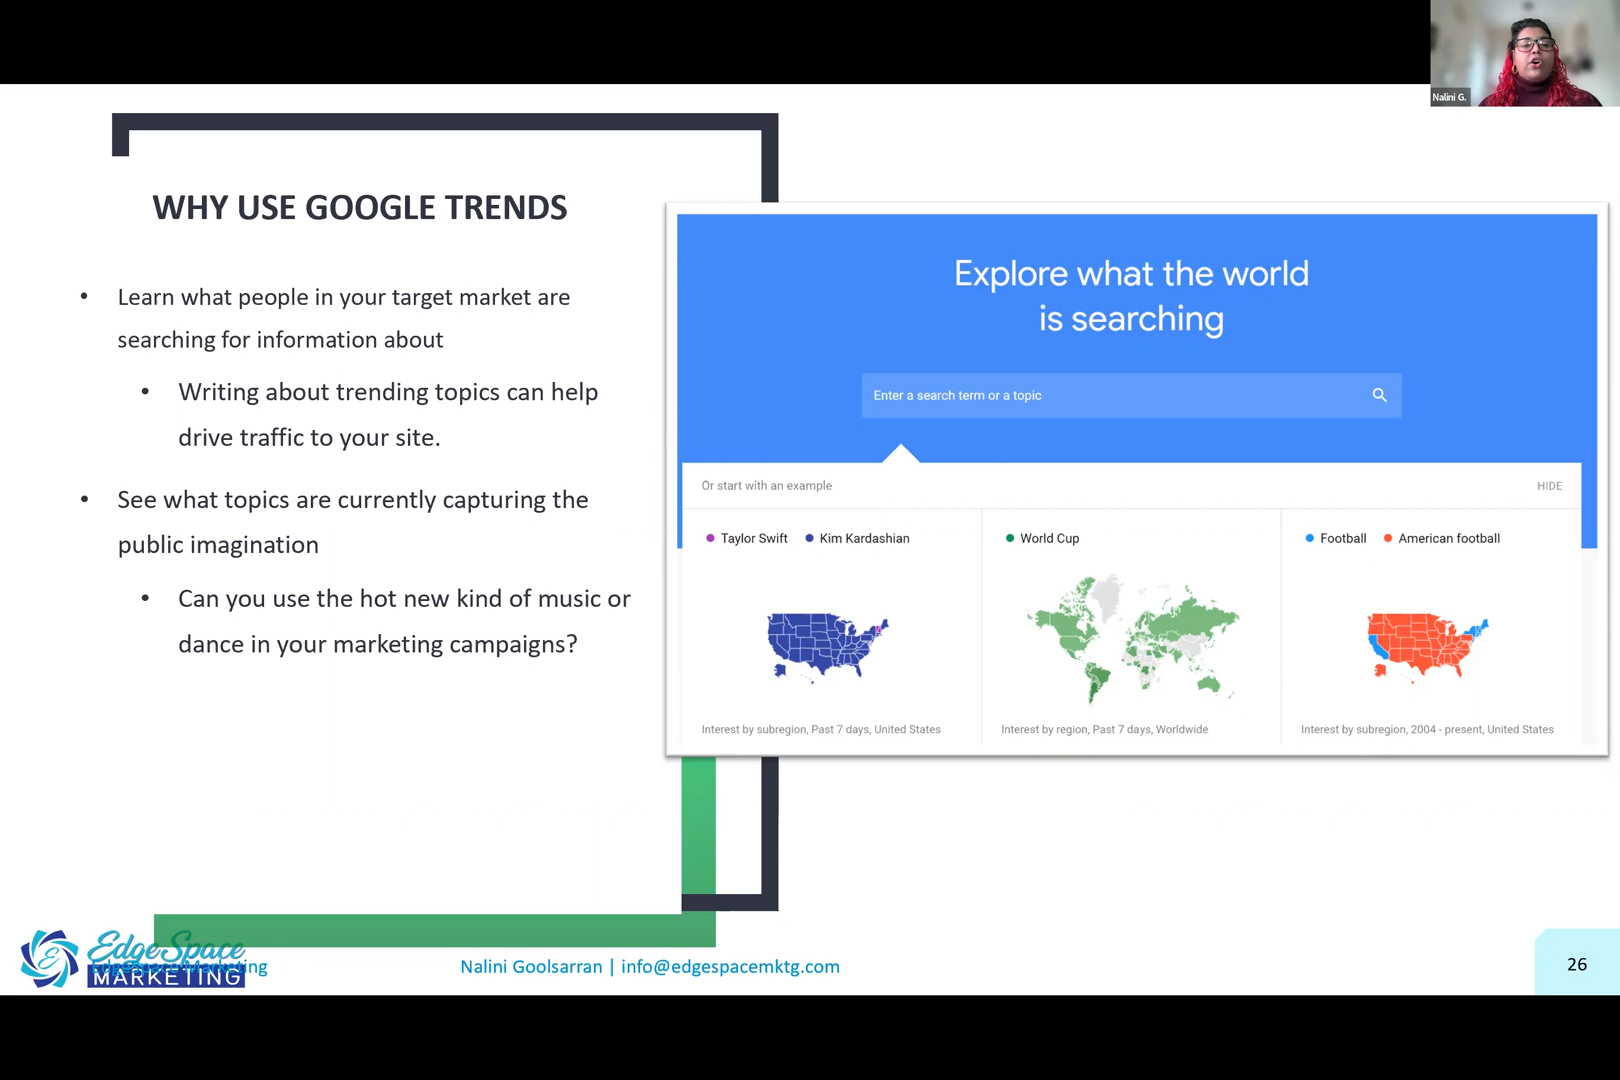 Nalini G.
WHY USE GOOGLE TRENDS
• Learn what people in your target market are
searching for information about
• Writing about trending topics can help
drive traffic to your site.
• See what topics are currently capturing the
public imagination
• Can you use the hot new kind of music or
dance in your marketing campaigns?
Explore what the world
is searching
Enter a search term or a topic
Or start with an example
HIDE
Taylor Swift Kim Kardashian
World Cup
Football American football
Interest by subregion, Past 7 days, United States
Interest by region, Past 7 days, Worldwide
Interest by subregion, 2004 - present, United States
EdgeSpace
MARKETING
EdgeSpace Marketing
Nalini Goolsarran | info@edgespacemktg.com
26